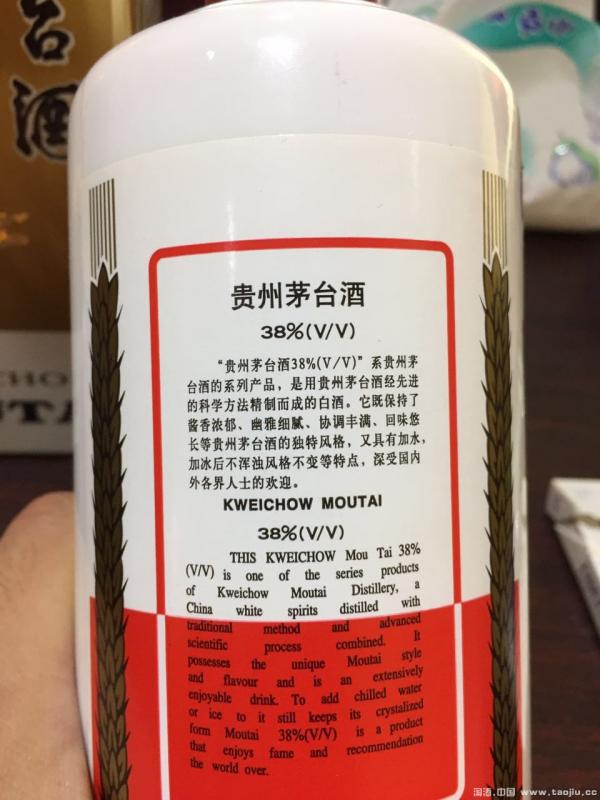 台
酒
贵州茅台酒
38%(V/V)
“贵州茅台酒38%(V/V)”系贵州茅
台酒的系列产品，是用贵州茅台酒经先进
的科学方法精制而成的白酒。它既保持了
酱香浓郁、幽雅细腻、协调丰满、回味悠
长等贵州茅台酒的独特风格，又具有加水，
加冰后不浑浊风格不变等特点，深受国内
外各界人士的欢迎。
KWEICHOW MOUTAI
38%(V/V)
THIS KWEICHOW Mou Tai 38%
(V/V) is one of the series products
of Kweichow Moutai Distillery, a
China white spirits distilled with
traditional method and advanced
scientific process combined. It
possesses the unique Moutai style
and flavour and is an extensively
enjoyable drink. To add chilled water
or ice to it still keeps its crystalized
form Moutai 38%(V/V) is a product
that enjoys fame and recommendation
the world over.
CHO
NTA
国酒.中国 www.taojiu.cc